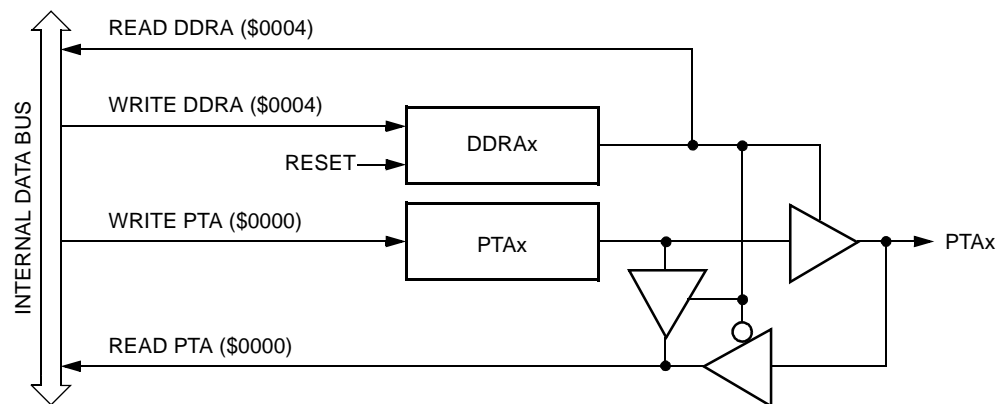 READ DDRA ($0004)
WRITE DDRA ($0004)
DDRAx
RESET
WRITE PTA ($0000)
PTAx
PTAx
READ PTA ($0000)
INTERNAL DATA BUS